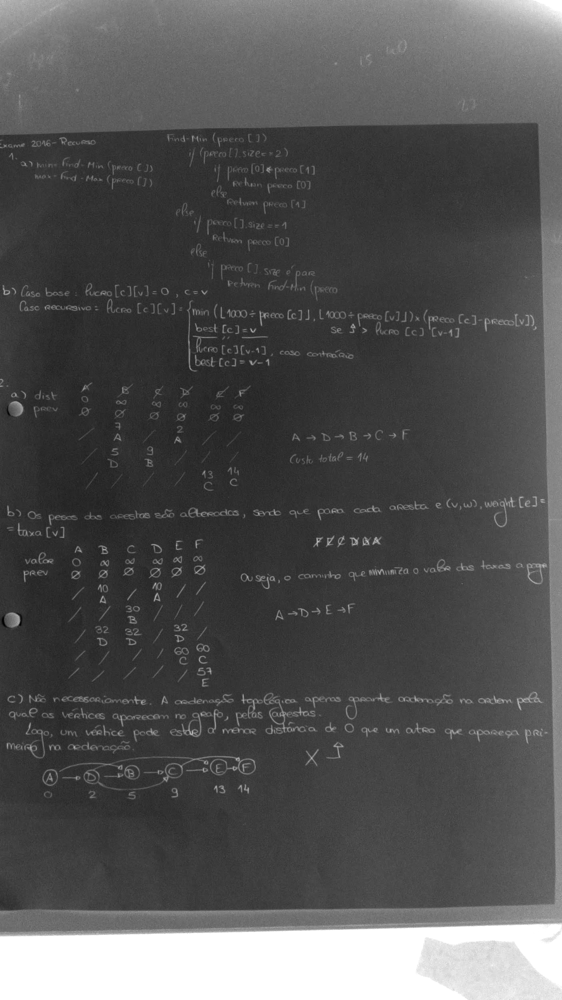 15 40
27
Exame 2016 - Recurso
1.
a) min = Find-Min (preco [])
max = Find-Max (preco [])
Find-Min (preco [])
if (preco[].size == 2)
if preco [0] < preco [1]
Return preco [0]
else
Return preco [1]
else
if preco [].size == 1
Return preco [0]
else
if preco [].size é par
Return Find-Min (preco
b) Caso base: lucro [c][v] = 0, c = v
Caso recursivo = lucro [c][v] = { min (⌊1000 ÷ preco [c]⌋, ⌊1000 ÷ preco [v]⌋) × (preco [c] - preco[v]),
best [c] = v se ↑ > lucro [c] [v-1]
lucro [c][v-1], caso contrário
best [c] = v-1
2.
a) dist A B C D E F
0 ∞ ∞ ∞ ∞ ∞
prev Ø Ø Ø Ø Ø Ø
/ 7 / 2 / /
A A
/ 5 9 / / /
D B
/ / / / 13 14
C C
A → D → B → C → F
Custo total = 14
b) Os pesos das arestas são alterados, sendo que para cada aresta e (v,w), weight [e] =
= taxa [v]
A B C D E F
valor 0 ∞ ∞ ∞ ∞ ∞
prev Ø Ø Ø Ø Ø Ø
/ 10 / 10 / /
A A
/ / 30 / / /
B
/ 32 32 / 32 /
D D D
/ / / / 60 60
C C
/ / / / / 57
E
F E C D B A
Ou seja, o caminho que minimiza o valor das taxas a
A → D → E → F
c) Não necessariamente. A ordenação topológica apenas garante ordenação na ordem pela
qual os vértices aparecem no grafo, pelas arestas.
Logo, um vértice pode estar a menor distância de O que um outro que apareça pri-
meiro na ordenação.
X ↑
A D B C E F
0 2 5 9 13 14